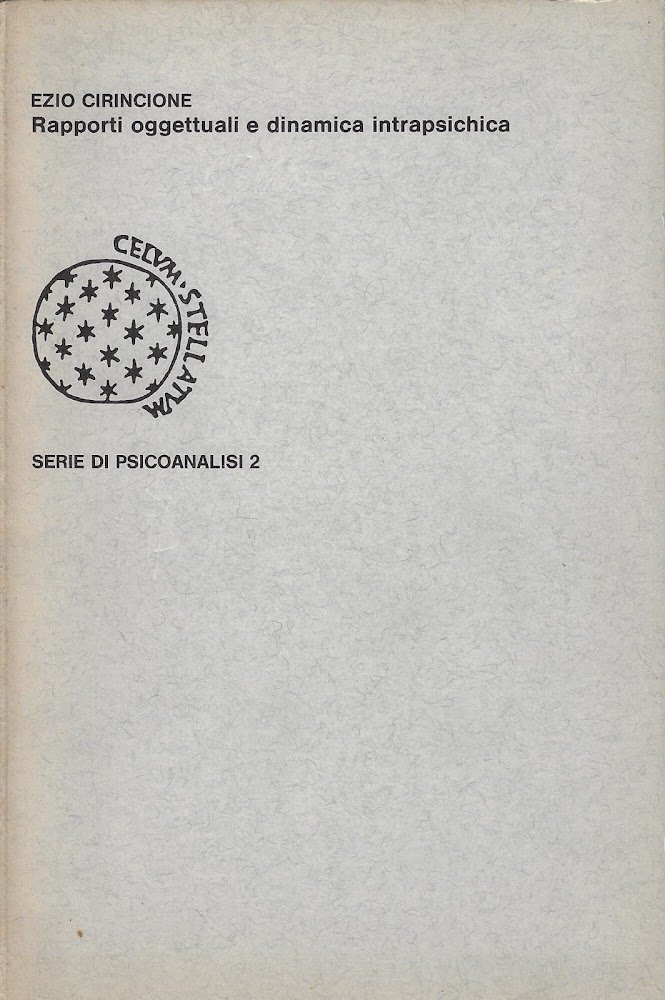 EZIO CIRINCIONE
Rapporti oggettuali e dinamica intrapsichica
CELVM · STELLATVM
SERIE DI PSICOANALISI 2